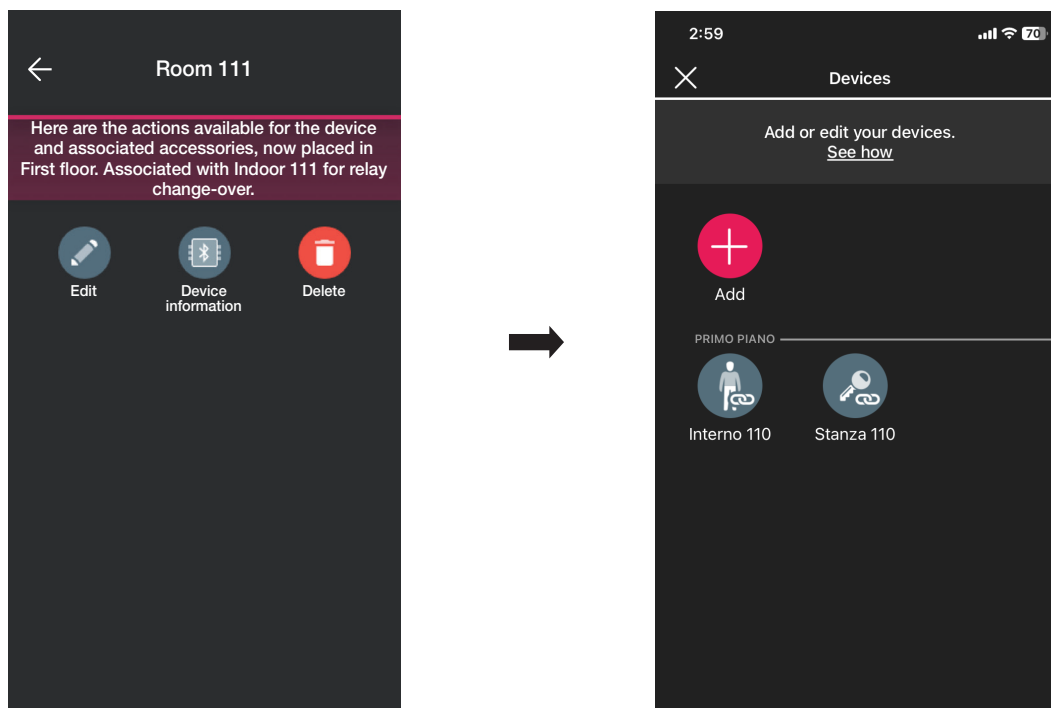 Room 111
Here are the actions available for the device
and associated accessories, now placed in
First floor. Associated with Indoor 111 for relay
change-over.
Edit
Device
information
Delete
2:59
70
Devices
Add or edit your devices.
See how
Add
PRIMO PIANO
Interno 110
Stanza 110